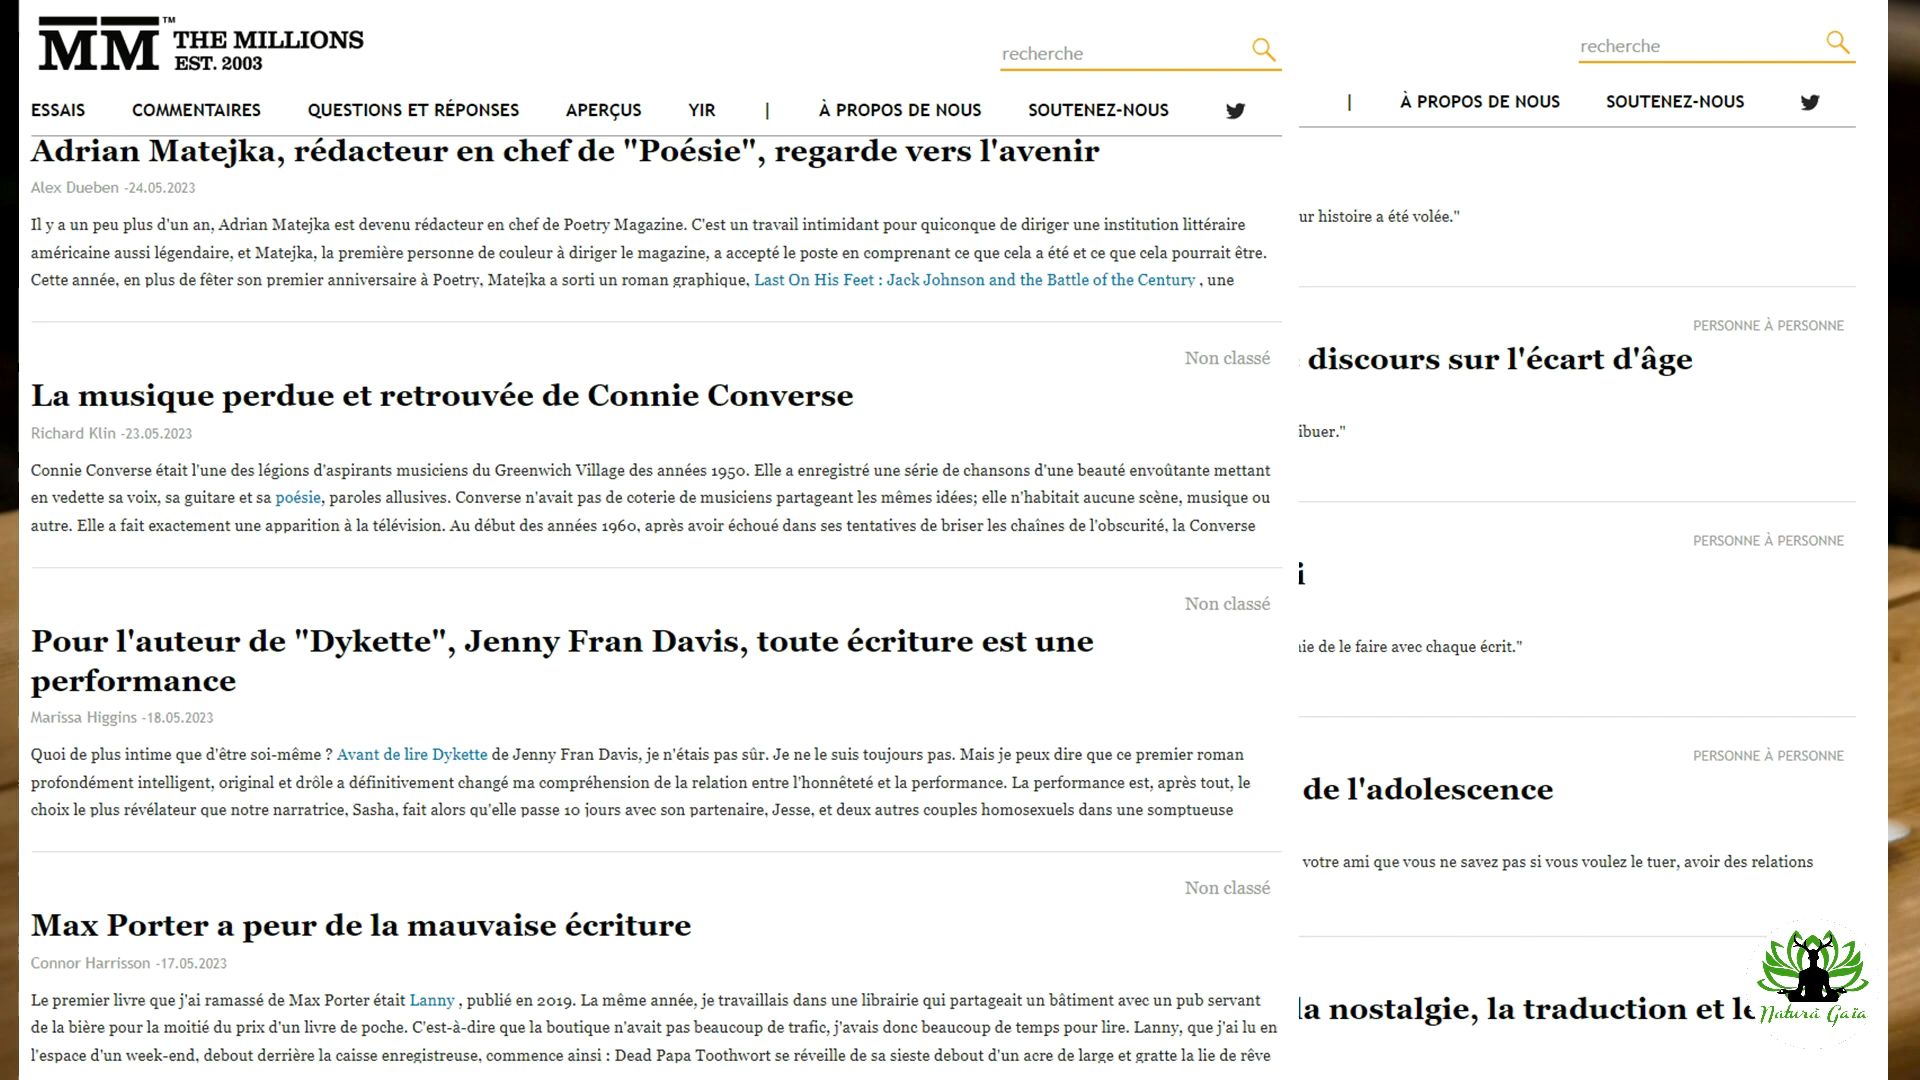 MM THE MILLIONS
EST. 2003
™
recherche
ESSAIS COMMENTAIRES QUESTIONS ET RÉPONSES APERÇUS YIR | À PROPOS DE NOUS SOUTENEZ-NOUS
Adrian Matejka, rédacteur en chef de "Poésie", regarde vers l'avenir
Alex Dueben -24.05.2023
Il y a un peu plus d'un an, Adrian Matejka est devenu rédacteur en chef de Poetry Magazine. C'est un travail intimidant pour quiconque de diriger une institution littéraire
américaine aussi légendaire, et Matejka, la première personne de couleur à diriger le magazine, a accepté le poste en comprenant ce que cela a été et ce que cela pourrait être.
Cette année, en plus de fêter son premier anniversaire à Poetry, Matejka a sorti un roman graphique, Last On His Feet : Jack Johnson and the Battle of the Century , une
Non classé
La musique perdue et retrouvée de Connie Converse
Richard Klin -23.05.2023
Connie Converse était l'une des légions d'aspirants musiciens du Greenwich Village des années 1950. Elle a enregistré une série de chansons d'une beauté envoûtante mettant
en vedette sa voix, sa guitare et sa poésie, paroles allusives. Converse n'avait pas de coterie de musiciens partageant les mêmes idées; elle n'habitait aucune scène, musique ou
autre. Elle a fait exactement une apparition à la télévision. Au début des années 1960, après avoir échoué dans ses tentatives de briser les chaînes de l'obscurité, la Converse
Non classé
Pour l'auteur de "Dykette", Jenny Fran Davis, toute écriture est une
performance
Marissa Higgins -18.05.2023
Quoi de plus intime que d'être soi-même ? Avant de lire Dykette de Jenny Fran Davis, je n'étais pas sûr. Je ne le suis toujours pas. Mais je peux dire que ce premier roman
profondément intelligent, original et drôle a définitivement changé ma compréhension de la relation entre l'honnêteté et la performance. La performance est, après tout, le
choix le plus révélateur que notre narratrice, Sasha, fait alors qu'elle passe 10 jours avec son partenaire, Jesse, et deux autres couples homosexuels dans une somptueuse
Non classé
Max Porter a peur de la mauvaise écriture
Connor Harrisson -17.05.2023
Le premier livre que j'ai ramassé de Max Porter était Lanny , publié en 2019. La même année, je travaillais dans une librairie qui partageait un bâtiment avec un pub servant
de la bière pour la moitié du prix d'un livre de poche. C'est-à-dire que la boutique n'avait pas beaucoup de trafic, j'avais donc beaucoup de temps pour lire. Lanny, que j'ai lu en
l'espace d'un week-end, debout derrière la caisse enregistreuse, commence ainsi : Dead Papa Toothwort se réveille de sa sieste debout d'un acre de large et gratte la lie de rêve
recherche
| À PROPOS DE NOUS SOUTENEZ-NOUS
ur histoire a été volée."
PERSONNE À PERSONNE
discours sur l'écart d'âge
ibuer."
PERSONNE À PERSONNE
i
ie de le faire avec chaque écrit."
PERSONNE À PERSONNE
de l'adolescence
votre ami que vous ne savez pas si vous voulez le tuer, avoir des relations
la nostalgie, la traduction et le
Natura Gaïa